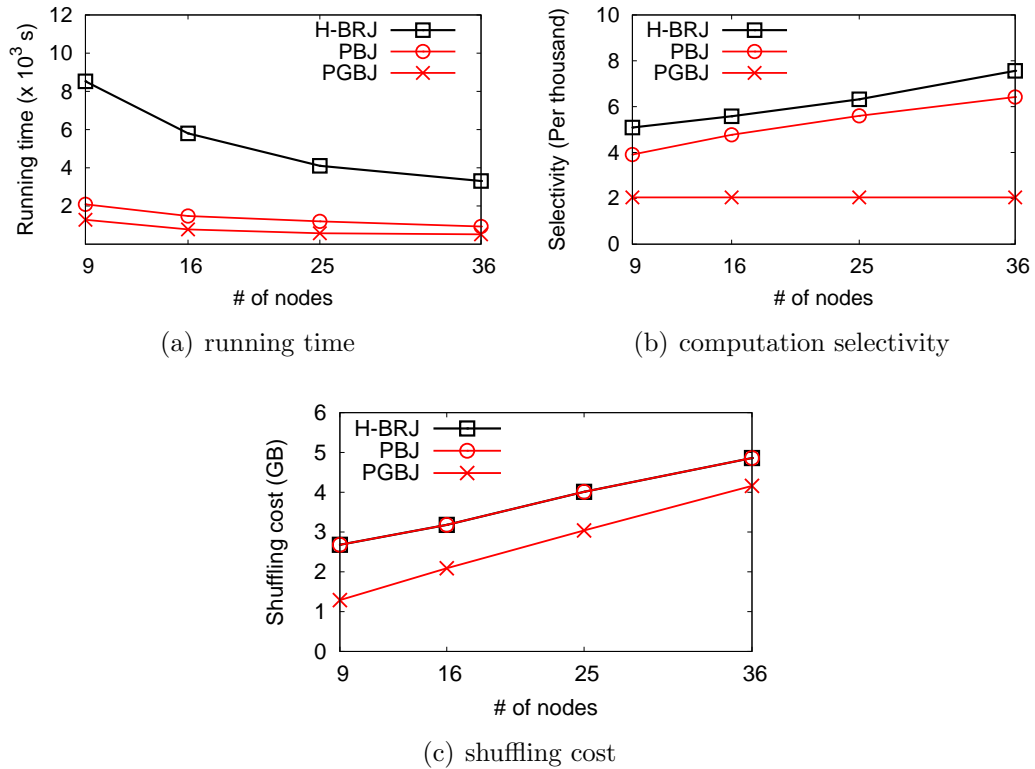 12
10
8
6
4
2
9 16 25 36
Running time (x 10³ s)
# of nodes
H-BRJ
PBJ
PGBJ
(a) running time
10
8
6
4
2
0
9 16 25 36
Selectivity (Per thousand)
# of nodes
H-BRJ
PBJ
PGBJ
(b) computation selectivity
6
5
4
3
2
1
0
9 16 25 36
Shuffling cost (GB)
# of nodes
H-BRJ
PBJ
PGBJ
(c) shuffling cost